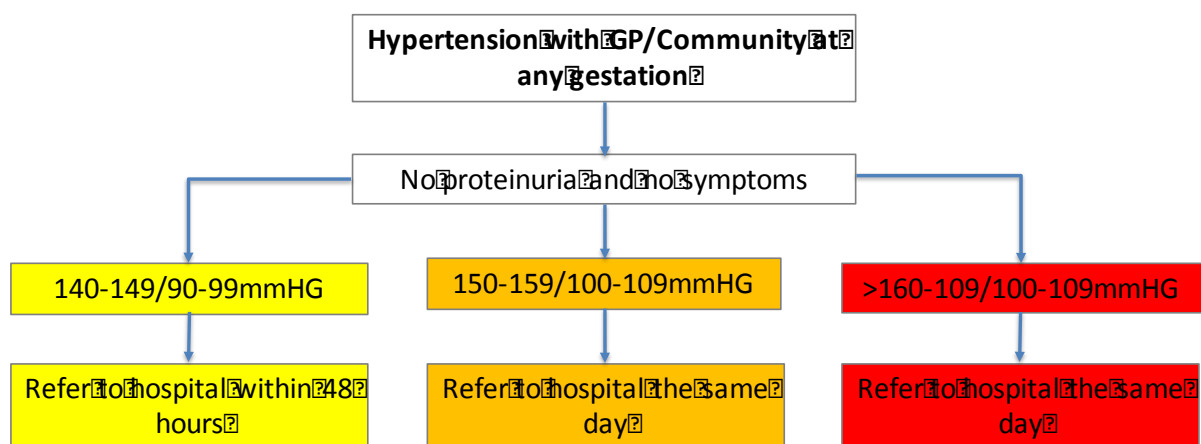 Hypertension with GP/Community at
any gestation
No proteinuria and no symptoms
140-149/90-99mmHG
150-159/100-109mmHG
>160-109/100-109mmHG
Refer to hospital within 48
hours
Refer to hospital the same
day
Refer to hospital the same
day